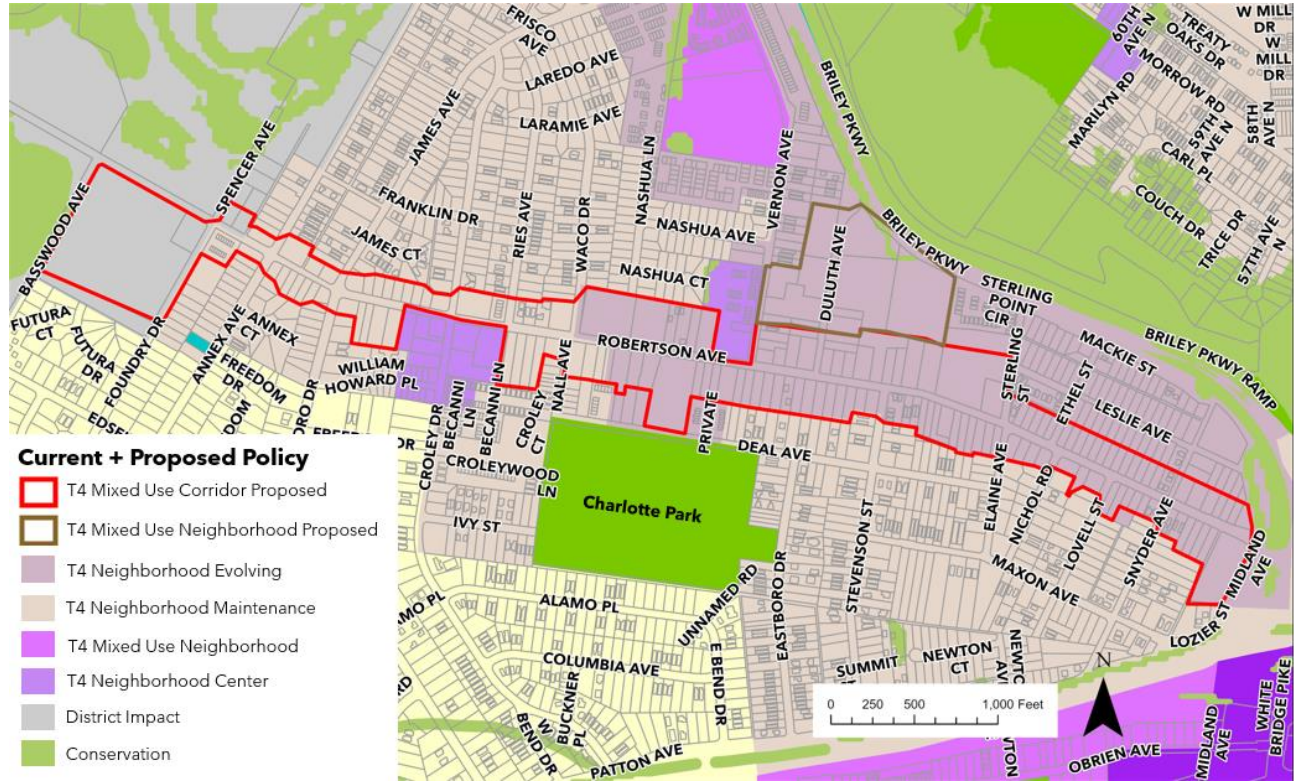 FRISCO
AVE
LAREDO AVE
LARAMIE AVE
JAMES AVE
SPENCER AVE
BASSWOOD AVE
FRANKLIN DR
JAMES CT
RIES AVE
WACO DR
NASHUA LN
NASHUA AVE
NASHUA CT
VERNON AVE
BRILEY PKWY
DULUTH AVE
BRILEY PKWY
60TH
AVE N
TREATY
OAKS DR
W MILL
DR
W
MILL
DR
MORROW RD
MARILYN RD
59TH
AVE N
CARL PL
58TH
AVE N
COUCH DR
TRICE DR
57TH AVE
N
STERLING
POINT
CIR
STERLING
ST
MACKIE ST
BRILEY PKWY RAMP
ETHEL ST
LESLIE AVE
ROBERTSON AVE
FUTURA
CT
FUTURA
DR
FOUNDRY DR
ANNEX AVE
ANNEX
CT
FREEDOM
DR
WILLIAM
HOWARD PL
CROLEY DR
BECANNI
LN
BECANNI LN
CROLEY
CT
NALL AVE
CROLEYWOOD
LN
IVY ST
PRIVATE
DEAL AVE
Charlotte Park
ELAINE AVE
NICHOL RD
LOVELL ST
SNYDER AVE
MIDLAND
AVE
LOZIER ST
MAXON AVE
STEVENSON ST
EASTBORO DR
UNNAMED RD
ALAMO PL
COLUMBIA AVE
E BEND DR
BUCKNER
PL
W
BEND DR
PATTON AVE
SUMMIT
NEWTON
CT
OBRIEN AVE
MIDLAND
AVE
WHITE
BRIDGE PIKE
Current + Proposed Policy
T4 Mixed Use Corridor Proposed
T4 Mixed Use Neighborhood Proposed
T4 Neighborhood Evolving
T4 Neighborhood Maintenance
T4 Mixed Use Neighborhood
T4 Neighborhood Center
District Impact
Conservation
N
0 250 500 1,000 Feet